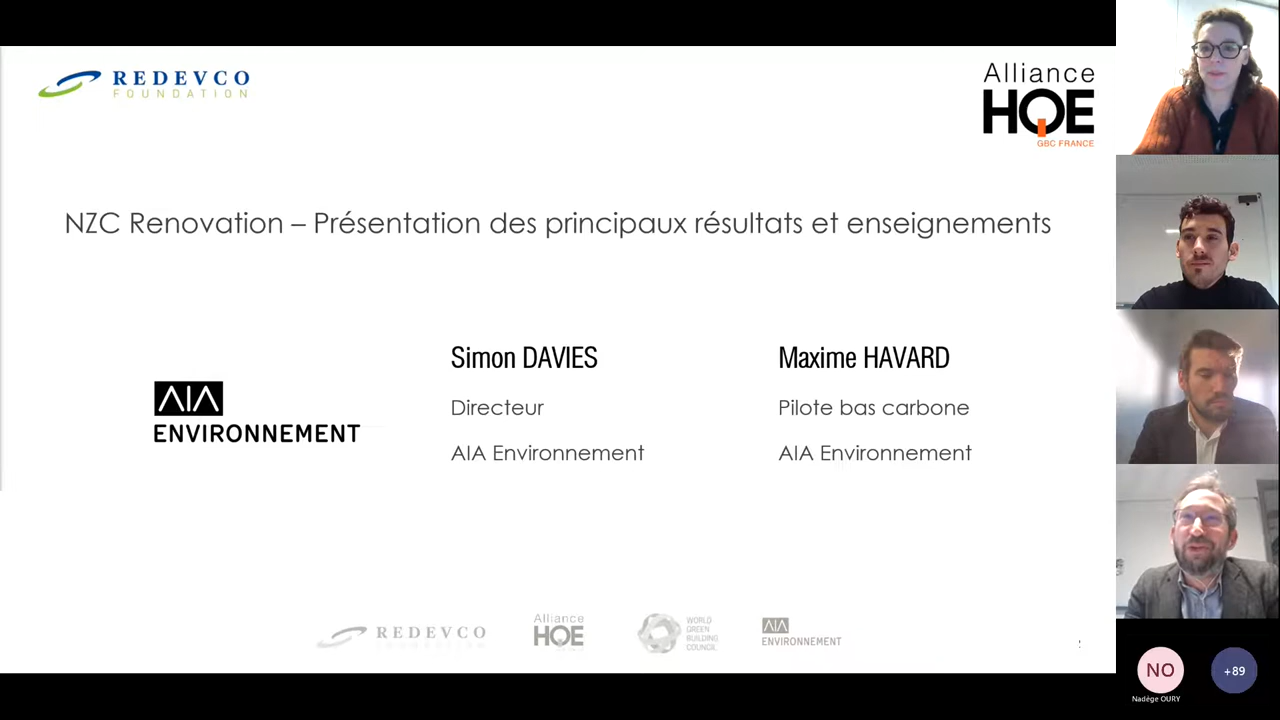 REDEVCO
FOUNDATION
Alliance
HQE
GBC FRANCE
NZC Renovation – Présentation des principaux résultats et enseignements
Simon DAVIES
Maxime HAVARD
AIA
ENVIRONNEMENT
Directeur
Pilote bas carbone
AIA Environnement
AIA Environnement
REDEVCO
Alliance
HQE
WORLD
GREEN
BUILDING
COUNCIL
AIA
ENVIRONNEMENT
NO
+89
Nadège OURY